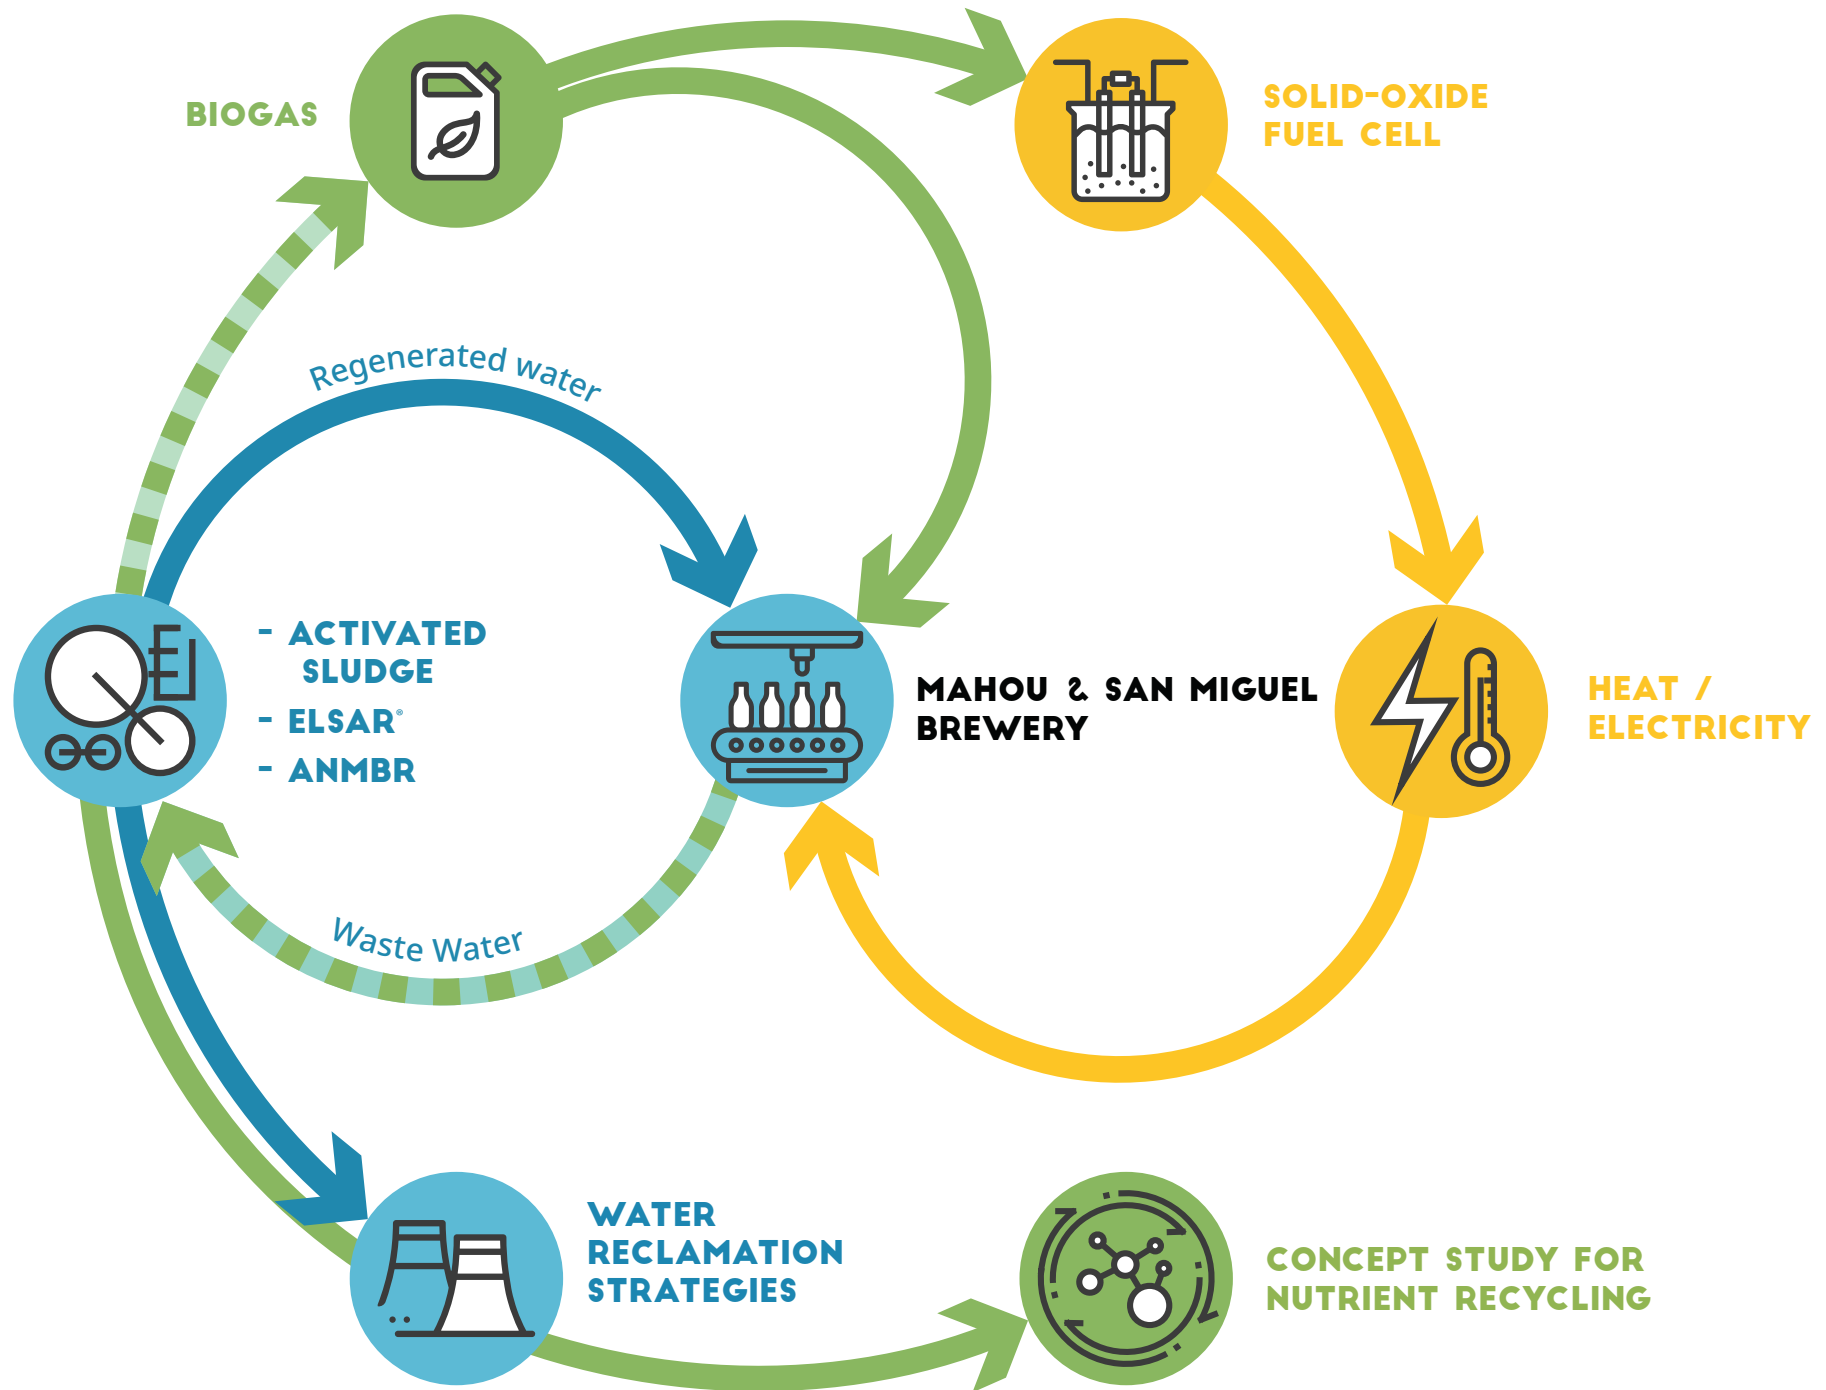 BIOGAS
SOLID-OXIDE
FUEL CELL
Regenerated water
- ACTIVATED
SLUDGE
- ELSAR®
- ANMBR
MAHOU & SAN MIGUEL
BREWERY
HEAT /
ELECTRICITY
Waste Water
WATER
RECLAMATION
STRATEGIES
CONCEPT STUDY FOR
NUTRIENT RECYCLING